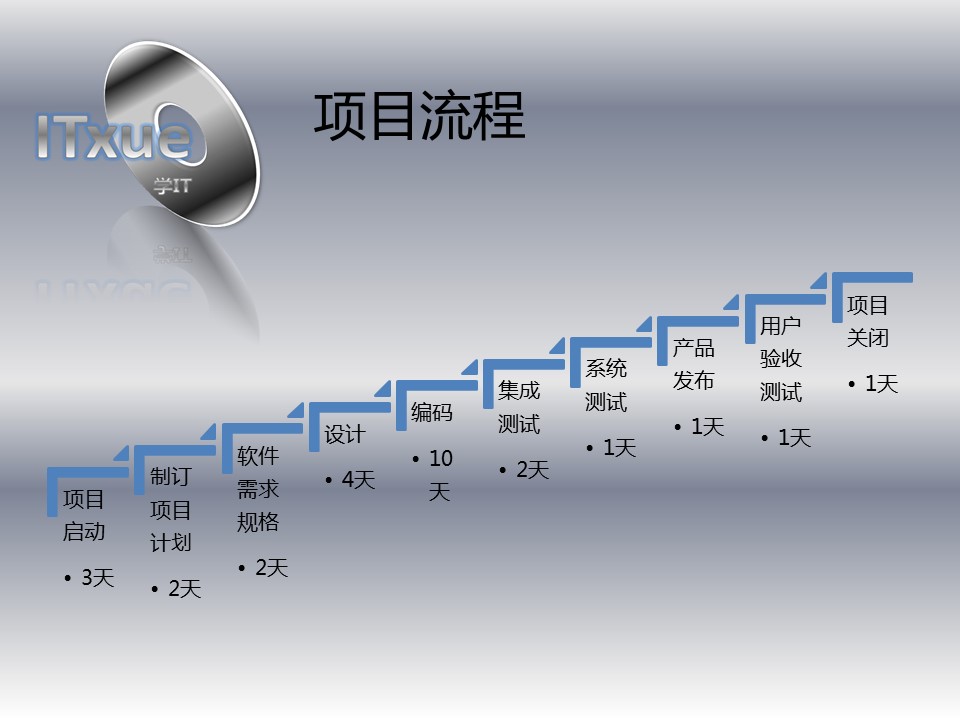 ITxue
学IT
项目流程
项目
启动
• 3天
制订
项目
计划
• 2天
软件
需求
规格
• 2天
设计
• 4天
编码
• 10
天
集成
测试
• 2天
系统
测试
• 1天
产品
发布
• 1天
用户
验收
测试
• 1天
项目
关闭
• 1天